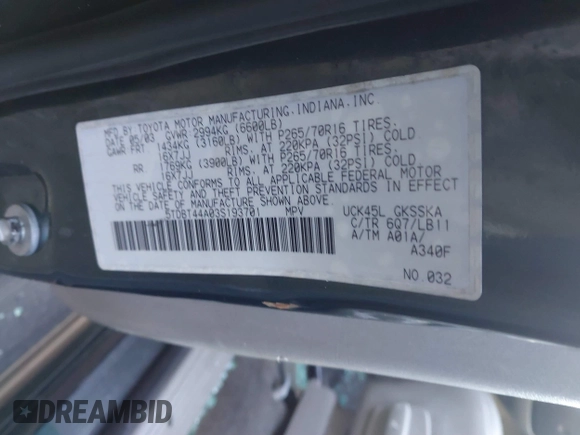 MFD BY TOYOTA MOTOR MANUFACTURING,INDIANA,INC.
DATE 09/03 GVWR 2994KG (6600LB)
GAWR FRT 1434KG (3160LB) WITH P265/70R16 TIRES.
16X7JJ RIMS. AT 220KPA (32PSI) COLD
RR 1769KG (3900LB) WITH P265/70R16 TIRES.
16X7JJ RIMS. AT 220KPA (32PSI) COLD
THIS VEHICLE CONFORMS TO ALL APPLICABLE FEDERAL MOTOR
VEHICLE SAFETY AND THEFT PREVENTION STANDARDS IN EFFECT
ON THE DATE OF MANUFACTURE SHOWN ABOVE.
5TDBT44A03S193701 MPV UCK45L GKSSKA
C/TR 6Q7/LB11
A/TM A01A/
A340F
NO.032
DREAMBID